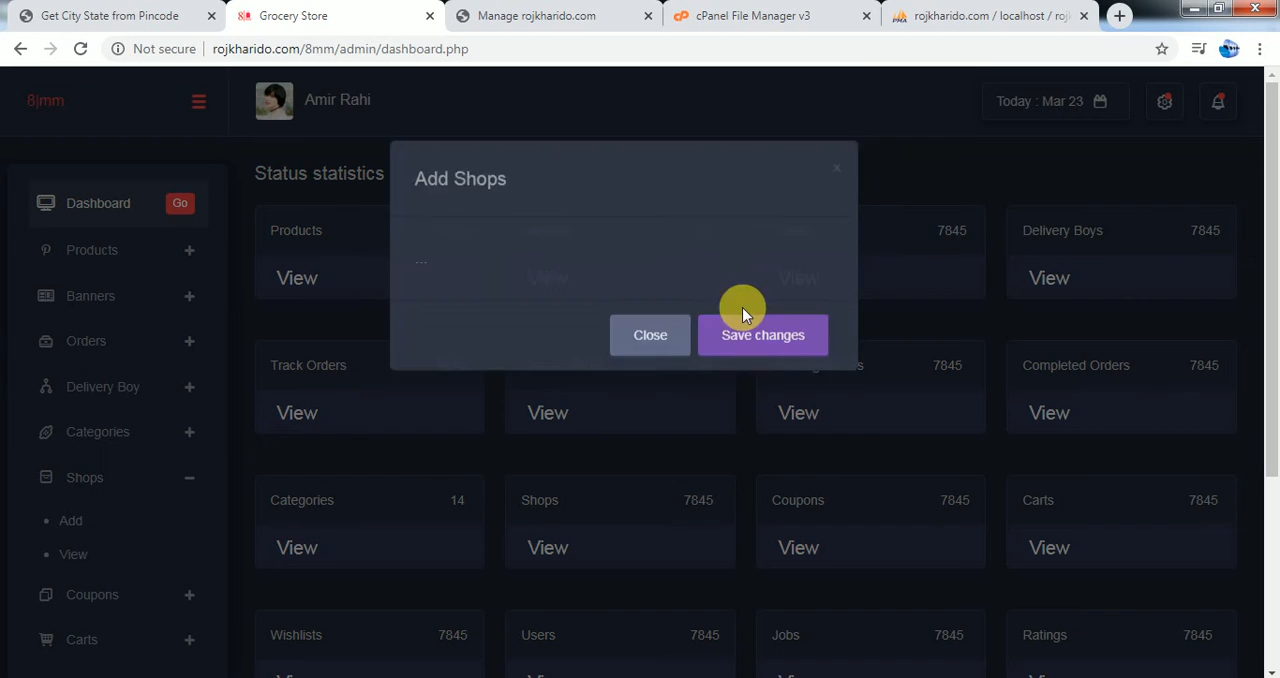 Get City State from Pincode
Grocery Store
Manage rojkharido.com
cPanel File Manager v3
rojkharido.com / localhost / roj
Not secure rojkharido.com/8mm/admin/dashboard.php
8|mm
Amir Rahi
Today : Mar 23
Dashboard Go
Products
Banners
Orders
Delivery Boy
Categories
Shops
Add
View
Coupons
Carts
Status statistics
Add Shops
x
...
Close
Save changes
Products
View
View
7845
View
Delivery Boys 7845
View
Track Orders
View
View
7845
View
Completed Orders 7845
View
Categories 14
View
Shops 7845
View
Coupons 7845
View
Carts 7845
View
Wishlists 7845
Users 7845
Jobs 7845
Ratings 7845